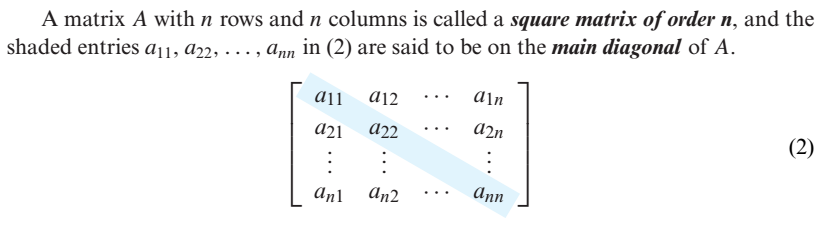 A matrix A with n rows and n columns is called a square matrix of order n, and the
shaded entries a₁₁, a₂₂, . . . , aₙₙ in (2) are said to be on the main diagonal of A.
a₁₁ a₁₂ ⋯ a₁ₙ
a₂₁ a₂₂ ⋯ a₂ₙ
⋮ ⋮ ⋮
aₙ₁ aₙ₂ ⋯ aₙₙ
(2)